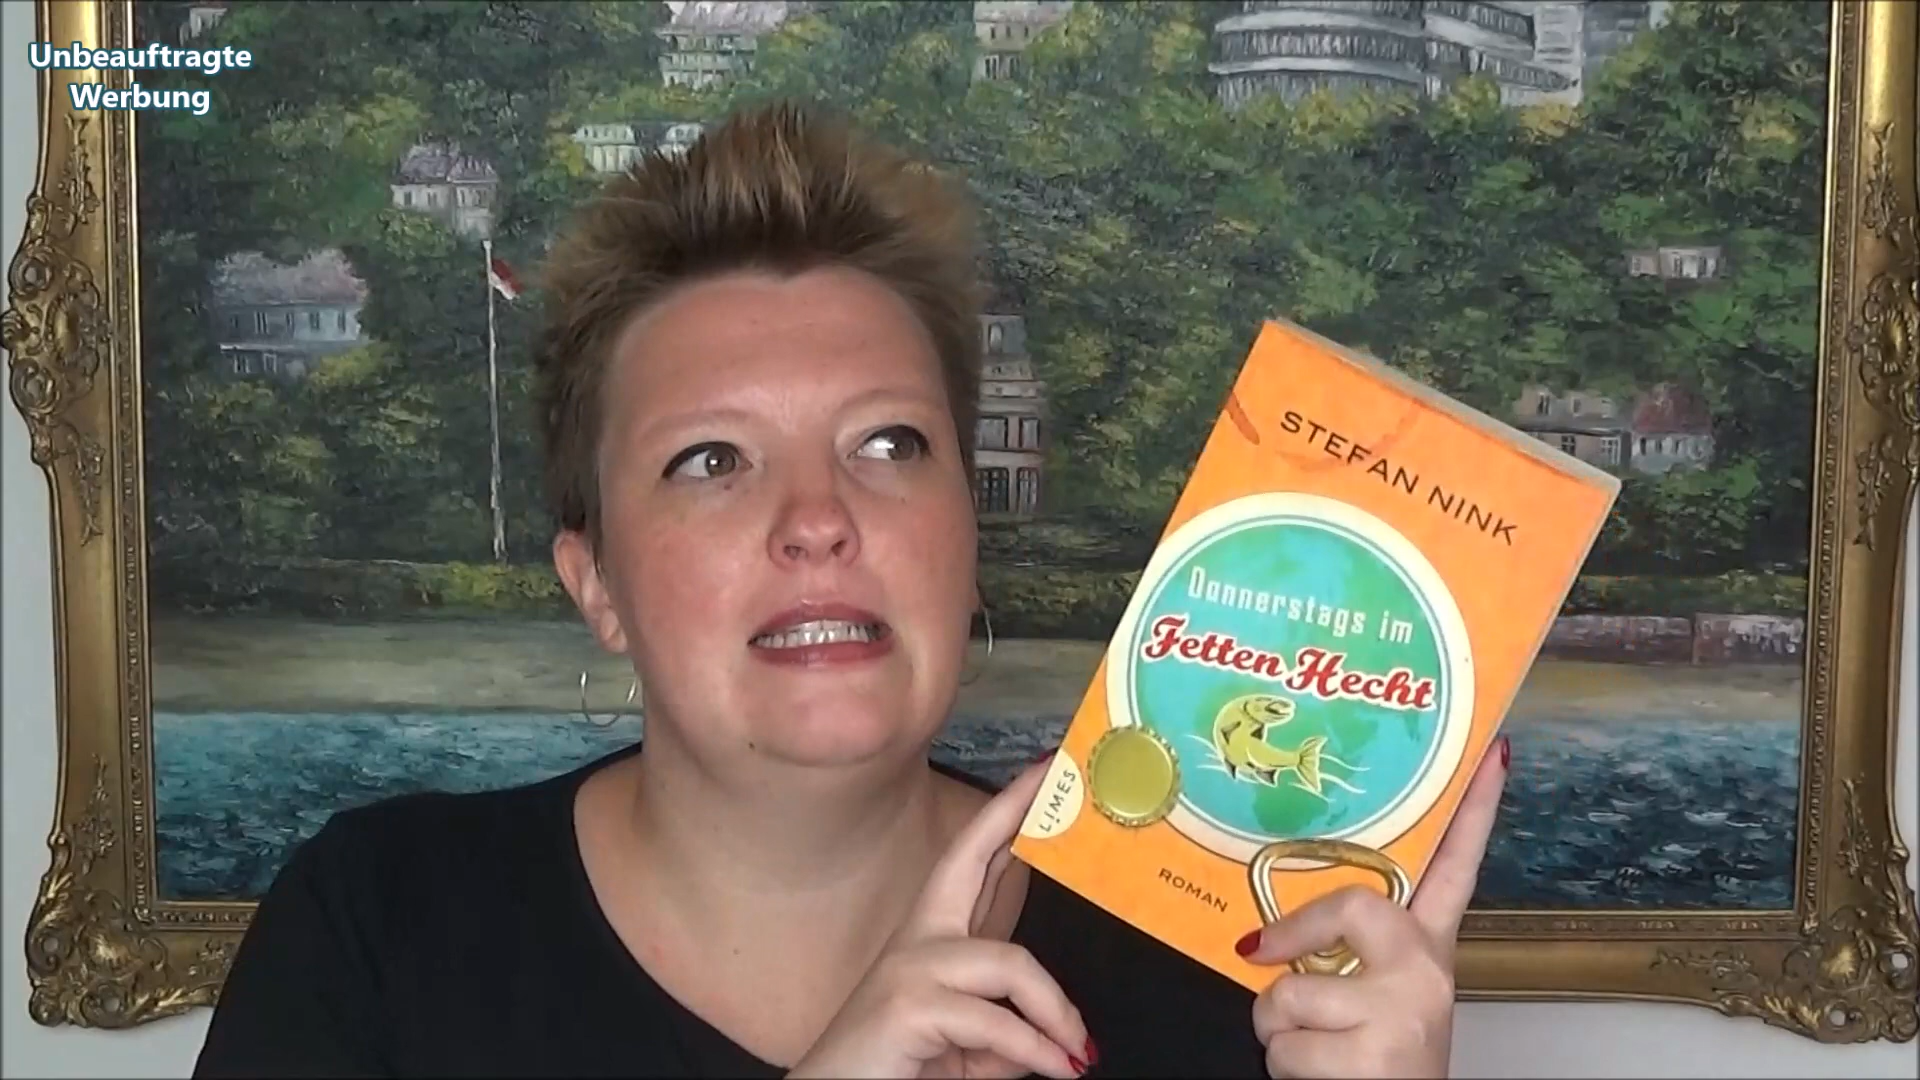 Unbeauftragte
Werbung
STEFAN NINK
Donnerstags im
Fetten Hecht
LIMES
ROMAN